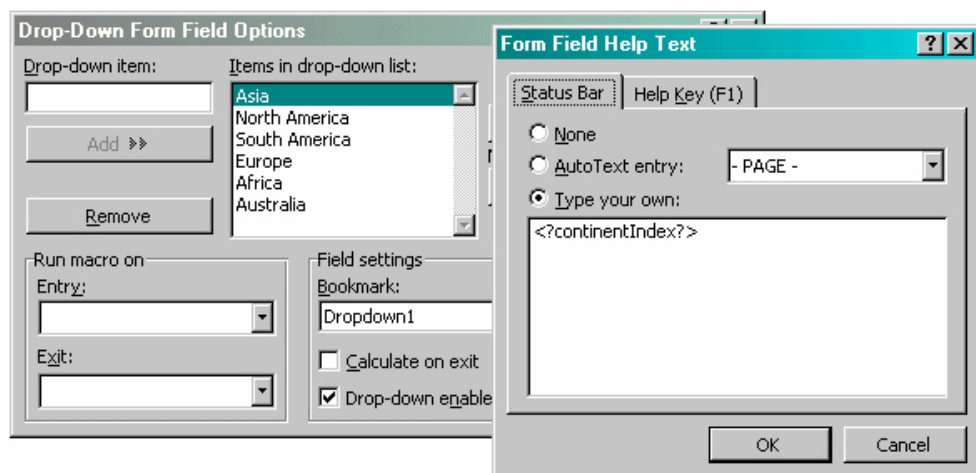 Drop-Down Form Field Options
Drop-down item:
Items in drop-down list:
Add
Remove
Asia
North America
South America
Europe
Africa
Australia
Run macro on
Entry:
Exit:
Field settings
Bookmark:
Dropdown1
Calculate on exit
Drop-down enable
Form Field Help Text
Status Bar
Help Key (F1)
None
AutoText entry:
- PAGE -
Type your own:
<?continentIndex?>
OK
Cancel